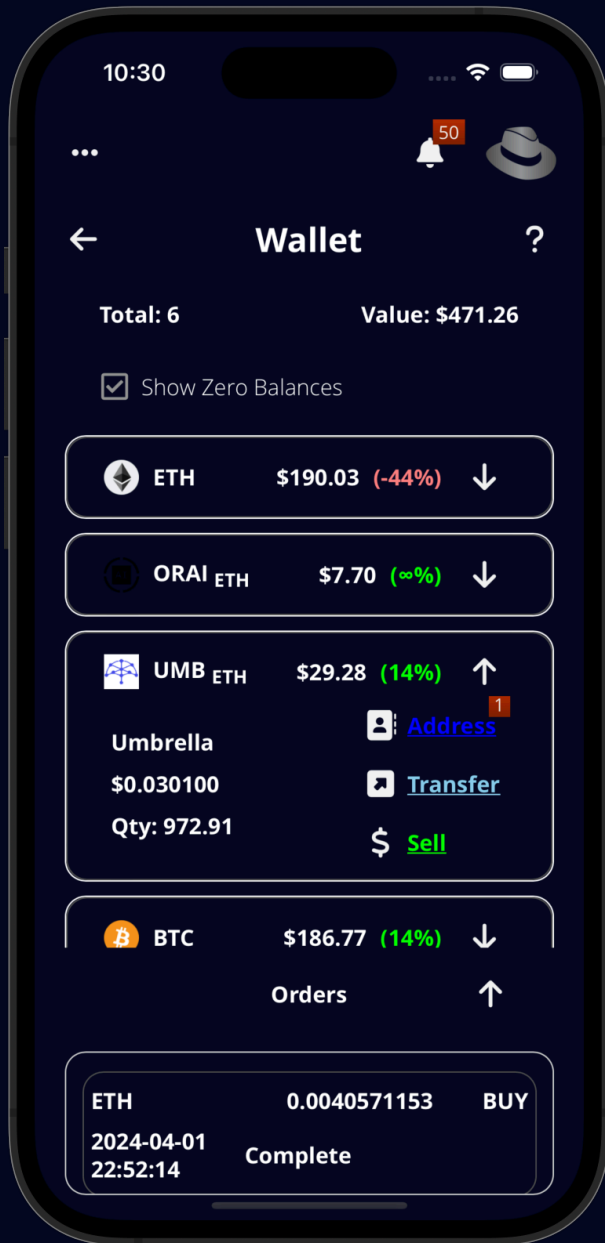 10:30
50
Wallet ?
Total: 6 Value: $471.26
Show Zero Balances
ETH $190.03 (-44%)
ORAI ETH $7.70 (∞%)
UMB ETH $29.28 (14%)
1
Umbrella Address
$0.030100 Transfer
Qty: 972.91 $ Sell
BTC $186.77 (14%)
Orders
ETH 0.0040571153 BUY
2024-04-01
22:52:14 Complete